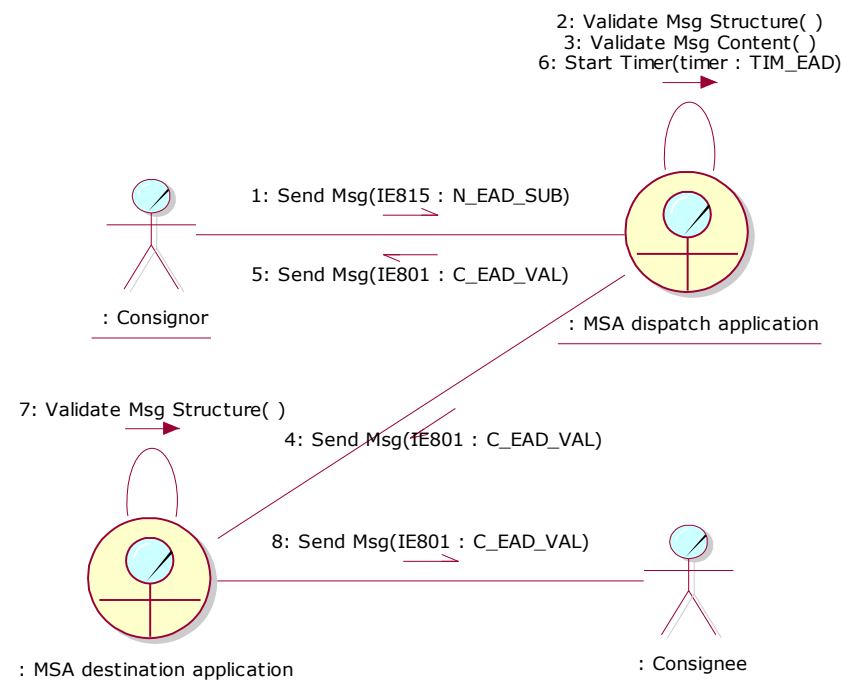 2: Validate Msg Structure( )
3: Validate Msg Content( )
6: Start Timer(timer : TIM_EAD)
1: Send Msg(IE815 : N_EAD_SUB)
5: Send Msg(IE801 : C_EAD_VAL)
: Consignor
: MSA dispatch application
7: Validate Msg Structure( )
4: Send Msg(IE801 : C_EAD_VAL)
8: Send Msg(IE801 : C_EAD_VAL)
: MSA destination application
: Consignee